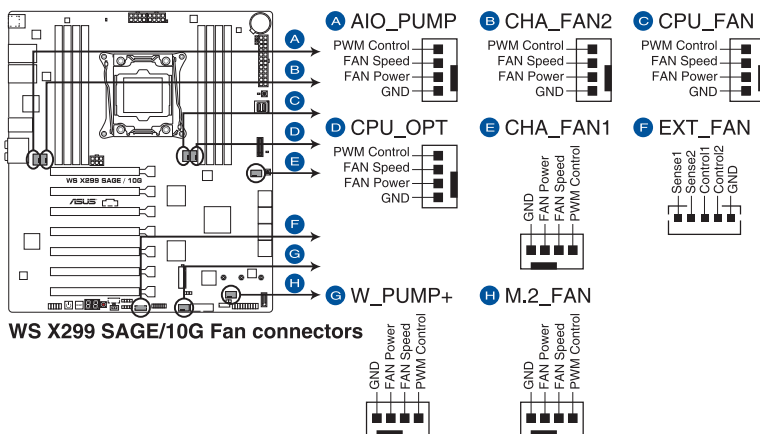 A AIO_PUMP
PWM Control
FAN Speed
FAN Power
GND
B CHA_FAN2
PWM Control
FAN Speed
FAN Power
GND
C CPU_FAN
PWM Control
FAN Speed
FAN Power
GND
D CPU_OPT
PWM Control
FAN Speed
FAN Power
GND
E CHA_FAN1
GND
FAN Power
FAN Speed
PWM Control
F EXT_FAN
Sense1
Sense2
Control1
Control2
GND
A
B
C
D
E
F
G
H
WS X299 SAGE / 10G
ASUS
WS X299 SAGE/10G Fan connectors
G W_PUMP+
GND
FAN Power
FAN Speed
PWM Control
H M.2_FAN
GND
FAN Power
FAN Speed
PWM Control